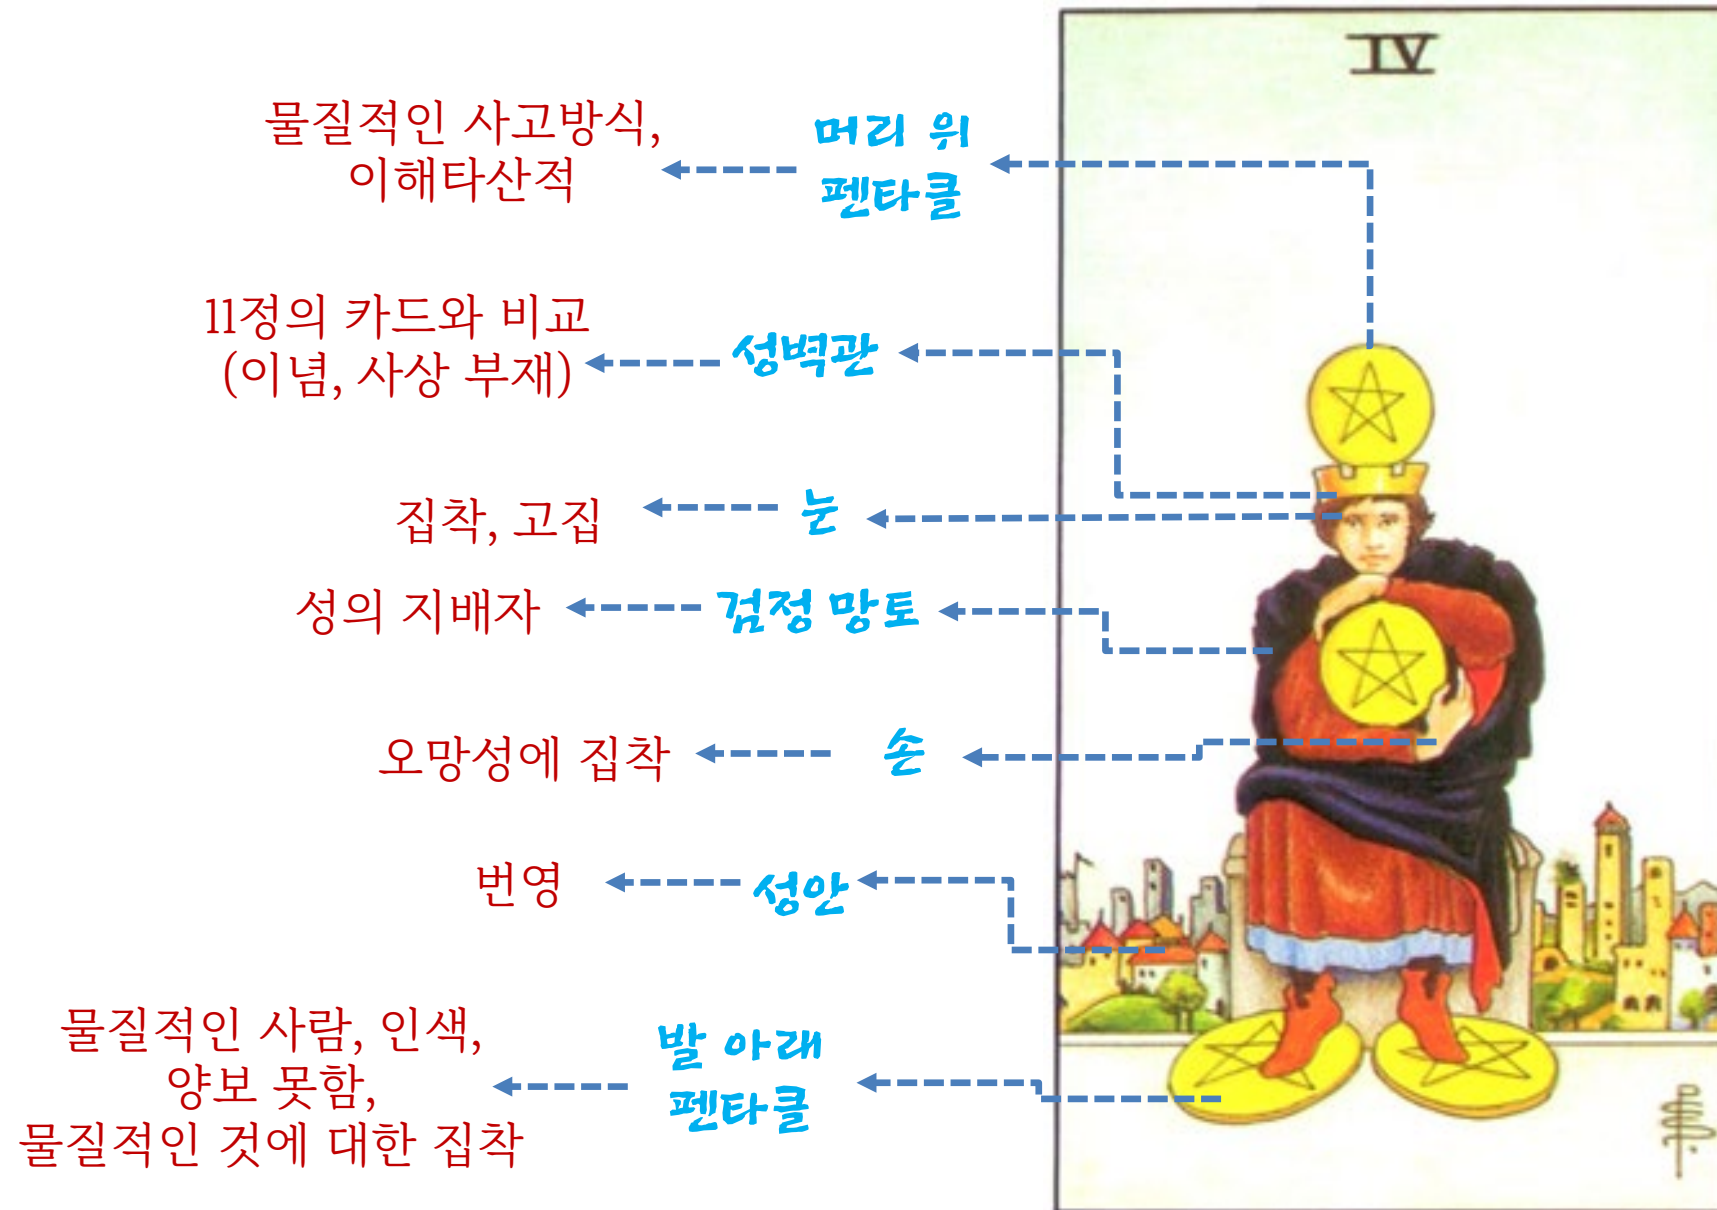 IV
물질적인 사고방식,
이해타산적
머리 위
펜타클
11정의 카드와 비교
(이념, 사상 부재)
성벽관
집착, 고집
눈
성의 지배자
검정 망토
오망성에 집착
손
번영
성안
물질적인 사람, 인색,
양보 못함,
물질적인 것에 대한 집착
발 아래
펜타클